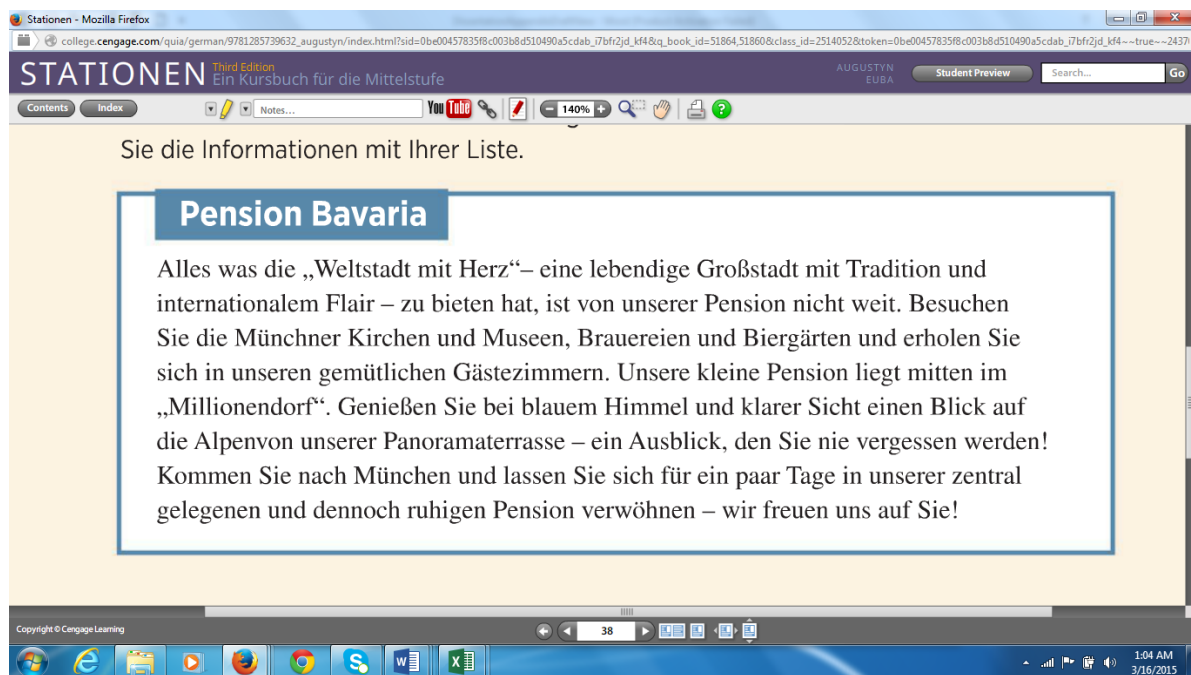 Stationen - Mozilla Firefox
college.cengage.com/quia/german/9781285739632_augustyn/index.html?sid=0be00457835f8c003b8d510490a5cdab_i7bfr2jd_kf4&q_book_id=51864,51860&class_id=2514052&token=0be00457835f8c003b8d510490a5cdab_i7bfr2jd_kf4~~true~~2437
STATIONEN Third Edition
Ein Kursbuch für die Mittelstufe
AUGUSTYN
EUBA
Student Preview
Search...
Go
Contents Index Notes... You Tube 140%
Sie die Informationen mit Ihrer Liste.
Pension Bavaria
Alles was die „Weltstadt mit Herz“– eine lebendige Großstadt mit Tradition und
internationalem Flair – zu bieten hat, ist von unserer Pension nicht weit. Besuchen
Sie die Münchner Kirchen und Museen, Brauereien und Biergärten und erholen Sie
sich in unseren gemütlichen Gästezimmern. Unsere kleine Pension liegt mitten im
„Millionendorf“. Genießen Sie bei blauem Himmel und klarer Sicht einen Blick auf
die Alpenvon unserer Panoramaterrasse – ein Ausblick, den Sie nie vergessen werden!
Kommen Sie nach München und lassen Sie sich für ein paar Tage in unserer zentral
gelegenen und dennoch ruhigen Pension verwöhnen – wir freuen uns auf Sie!
Copyright © Cengage Learning
38
1:04 AM
3/16/2015